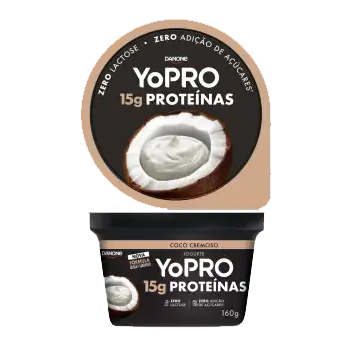 ZERO LACTOSE • ZERO ADIÇÃO DE AÇÚCARES*
DANONE
YoPRO
15g PROTEÍNAS
COCO CREMOSO
DANONE
NOVA
FÓRMULA
IOGURTE
YoPRO
15g PROTEÍNAS
ZERO
LACTOSE
ZERO ADIÇÃO
DE AÇÚCARES*
160g